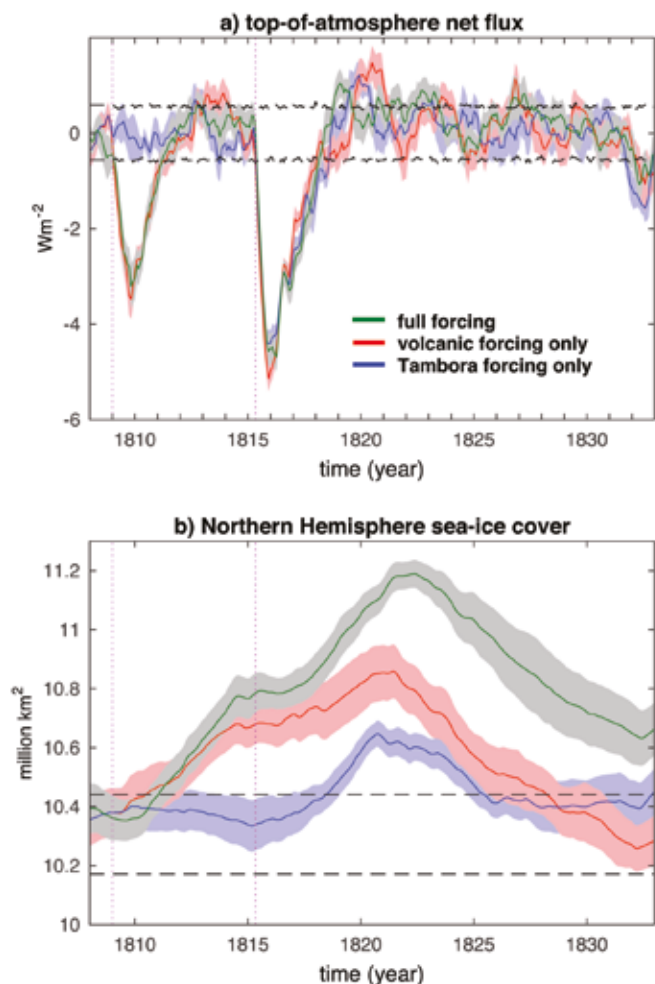 a) top-of-atmosphere net flux
2
0
-2
-4
-6
Wm-2
full forcing
volcanic forcing only
Tambora forcing only
1810 1815 1820 1825 1830
time (year)
b) Northern Hemisphere sea-ice cover
11.2
11
10.8
10.6
10.4
10.2
10
million km2
1810 1815 1820 1825 1830
time (year)